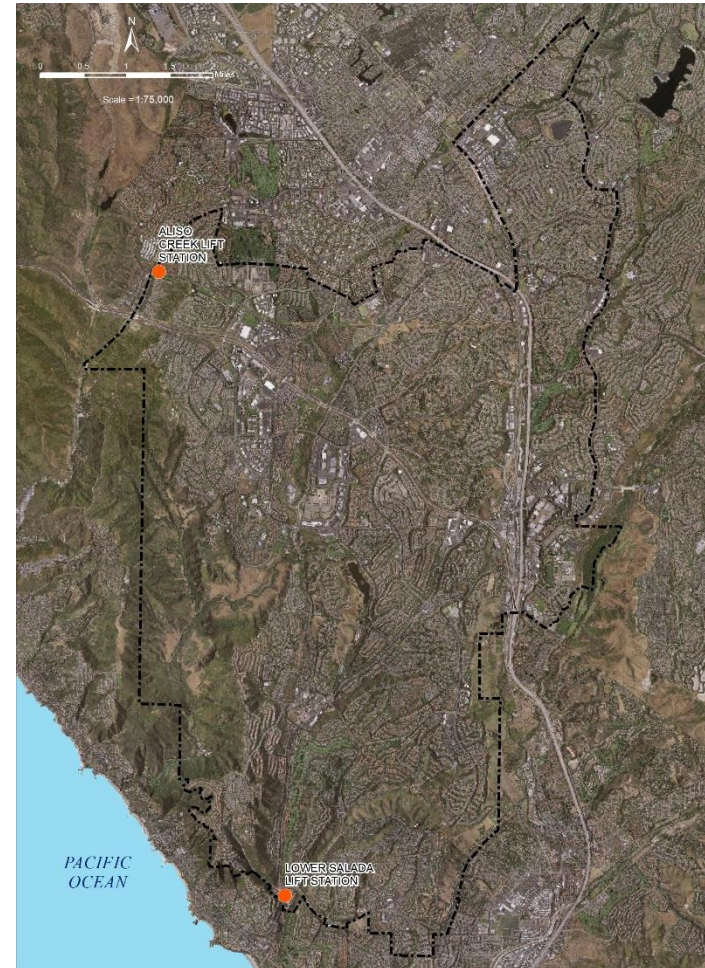 N
0 0.5 1 1.5 2
Miles
Scale = 1:75,000
ALISO
CREEK LIFT
STATION
LOWER SALADA
LIFT STATION
PACIFIC
OCEAN